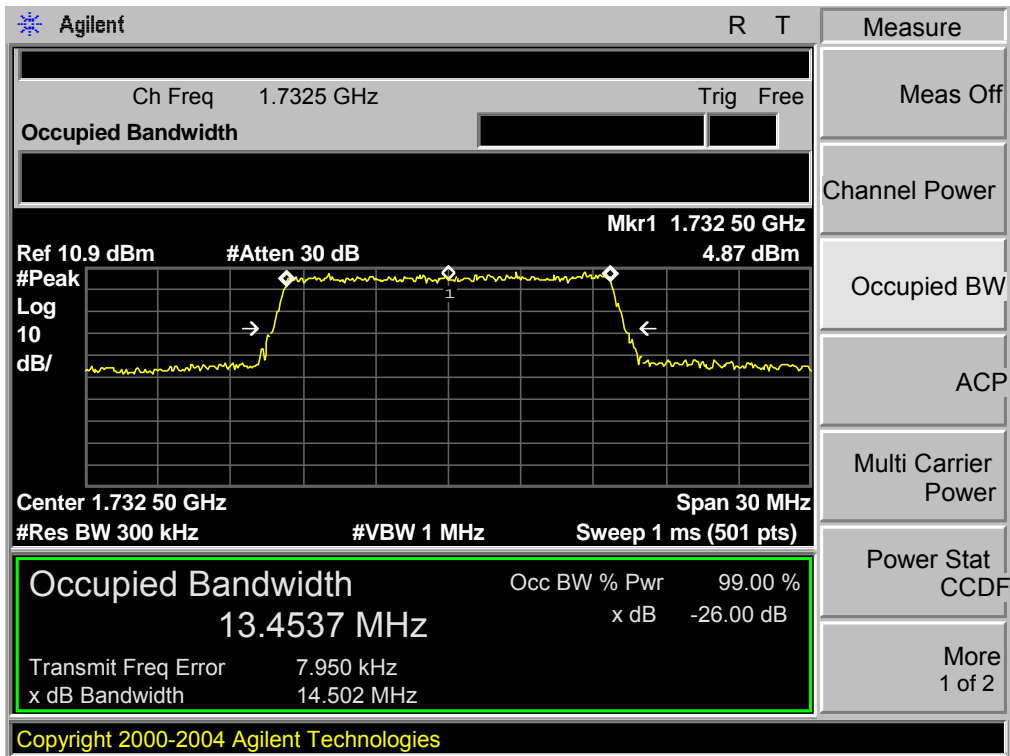 Agilent R T
Measure
Ch Freq 1.7325 GHz Trig Free
Occupied Bandwidth
Mkr1 1.732 50 GHz
Ref 10.9 dBm #Atten 30 dB 4.87 dBm
#Peak
Log
10
dB/
1
Center 1.732 50 GHz Span 30 MHz
#Res BW 300 kHz #VBW 1 MHz Sweep 1 ms (501 pts)
Occupied Bandwidth
13.4537 MHz
Occ BW % Pwr 99.00 %
x dB -26.00 dB
Transmit Freq Error 7.950 kHz
x dB Bandwidth 14.502 MHz
Meas Off
Channel Power
Occupied BW
ACP
Multi Carrier
Power
Power Stat
CCDF
More
1 of 2
Copyright 2000-2004 Agilent Technologies